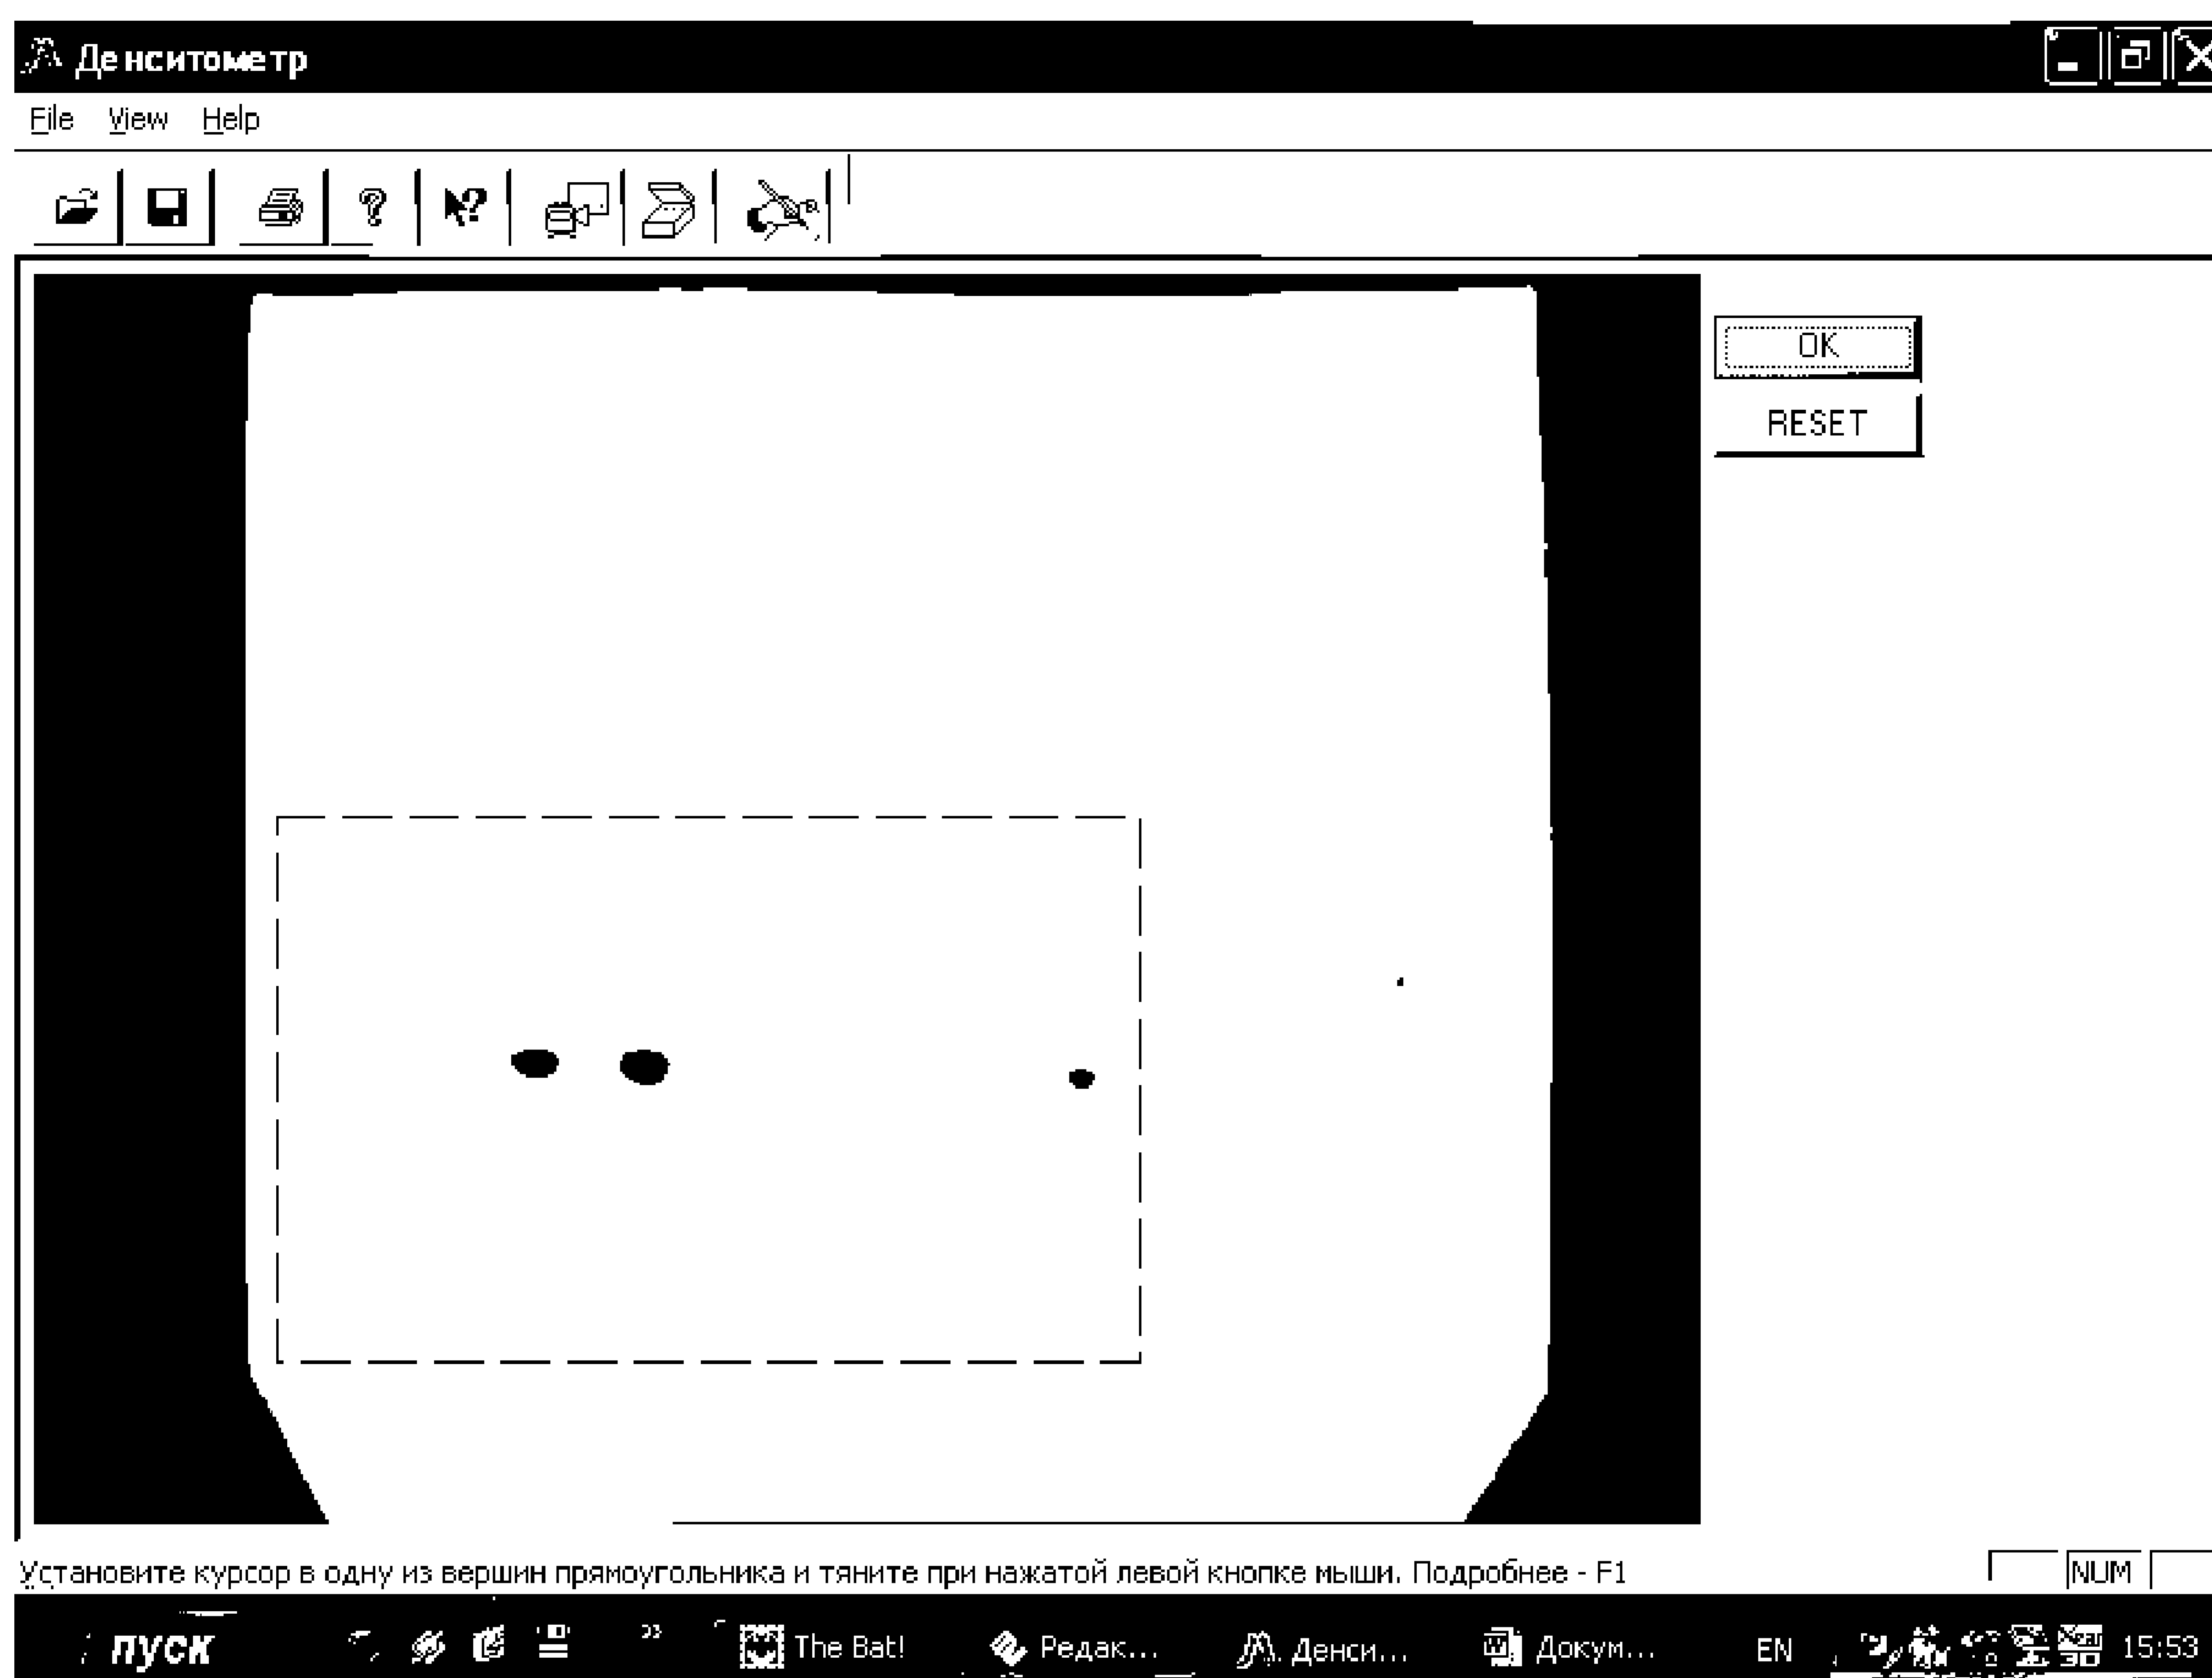 Денситометр
File View Help
OK
RESET
Установите курсор в одну из вершин прямоугольника и тяните при нажатой левой кнопке мыши. Подробнее - F1
NUM
пуск The Bat! Редак... Денси... Докум... EN 15:53